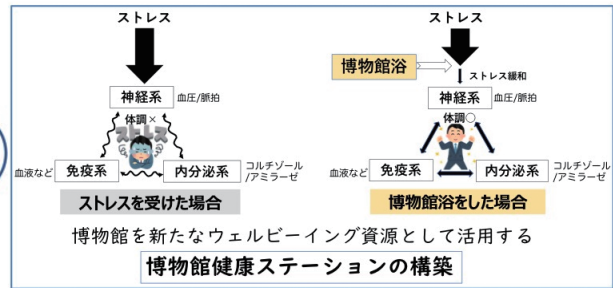 ストレス
神経系 血圧/脈拍
体調×
ストレス
血液など 免疫系 内分泌系 コルチゾール
/アミラーゼ
ストレスを受けた場合
ストレス
博物館浴
ストレス緩和
神経系 血圧/脈拍
体調○
血液など 免疫系 内分泌系 コルチゾール
/アミラーゼ
博物館浴をした場合
博物館を新たなウェルビーイング資源として活用する
博物館健康ステーションの構築